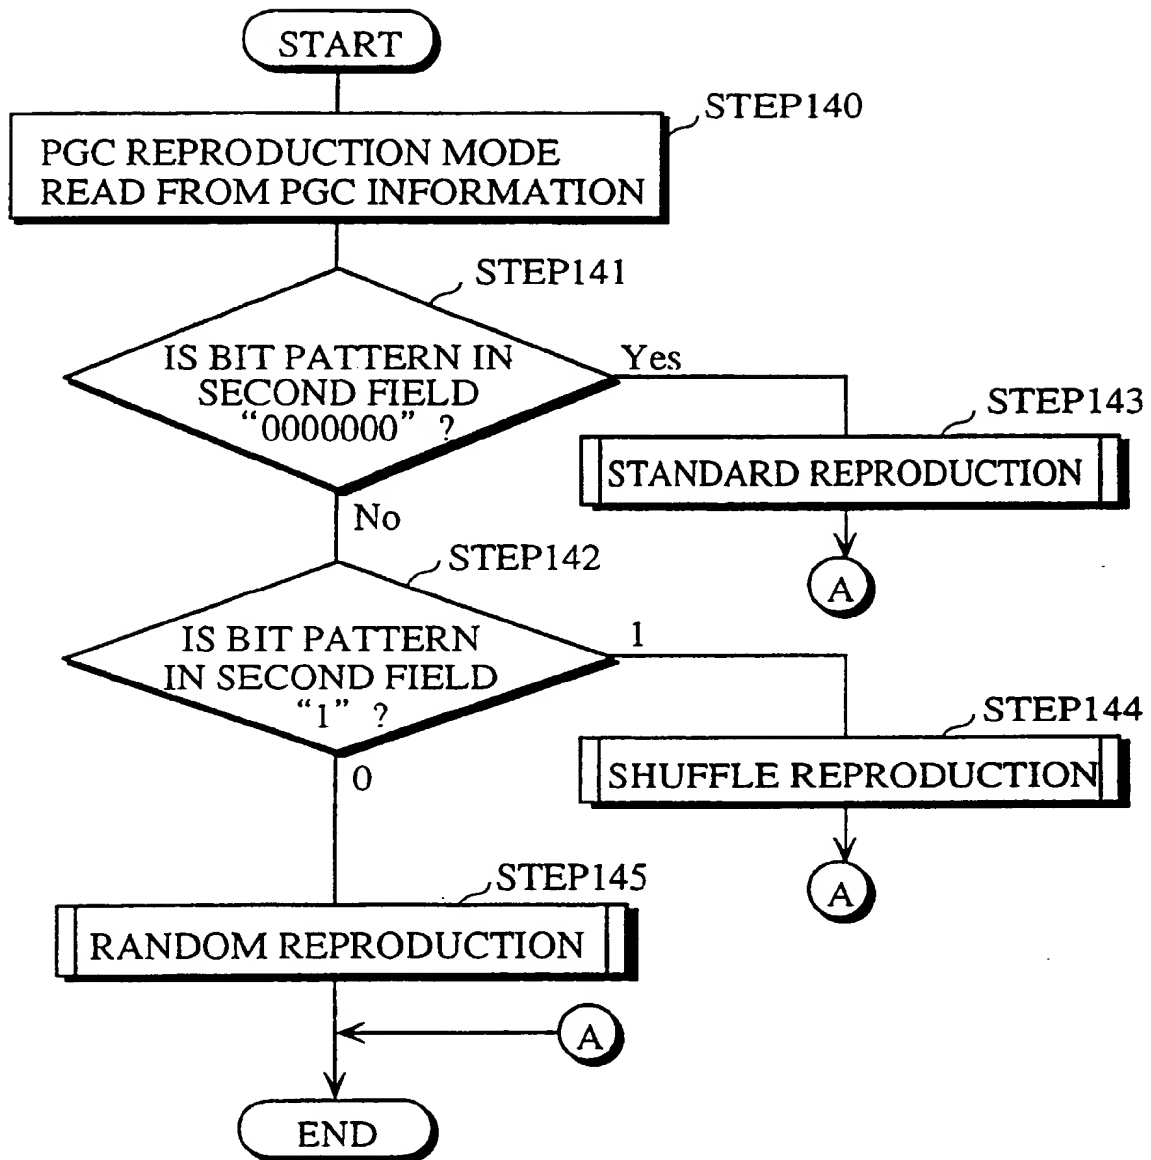 START
STEP140
PGC REPRODUCTION MODE
READ FROM PGC INFORMATION
STEP141
IS BIT PATTERN IN
SECOND FIELD
“0000000” ?
Yes
STEP143
STANDARD REPRODUCTION
A
No
STEP142
IS BIT PATTERN
IN SECOND FIELD
“1” ?
1
STEP144
SHUFFLE REPRODUCTION
A
0
STEP145
RANDOM REPRODUCTION
A
END